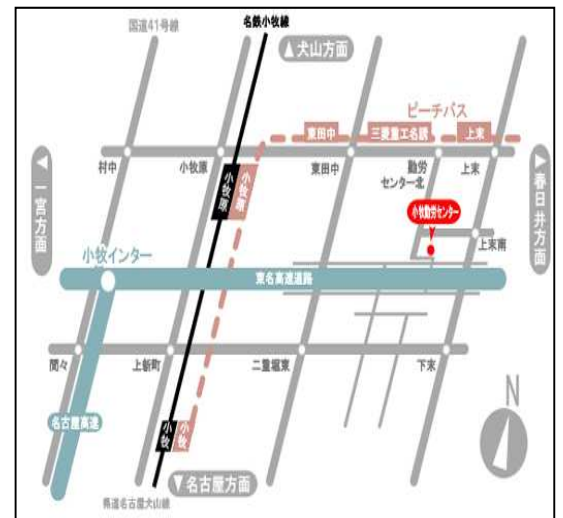 国道41号線
名鉄小牧線
▲犬山方面
ピーチバス
東田中
三菱重工名誘
上末
村中
小牧原
東田中
勤労
センター北
上末
◀一宮方面
▶春日井方面
小牧原
小牧原
小牧勤労センター
上末南
小牧インター
東名高速道路
間々
上新町
二重堀東
下末
N
名古屋高速
小牧
小牧
▼名古屋方面
県道名古屋犬山線